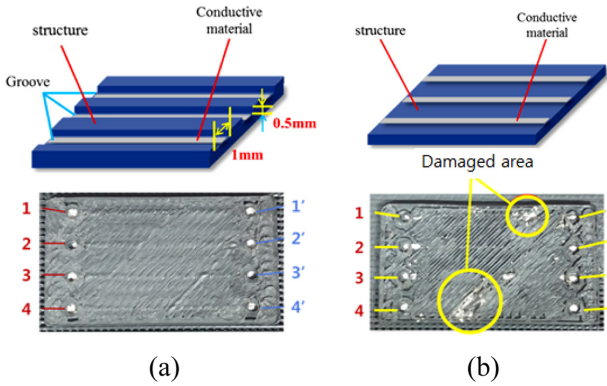 structure
Conductive
material
Groove
0.5mm
1mm
1
2
3
4
1′
2′
3′
4′
(a)
structure
Conductive
material
Damaged area
1
2
3
4
(b)